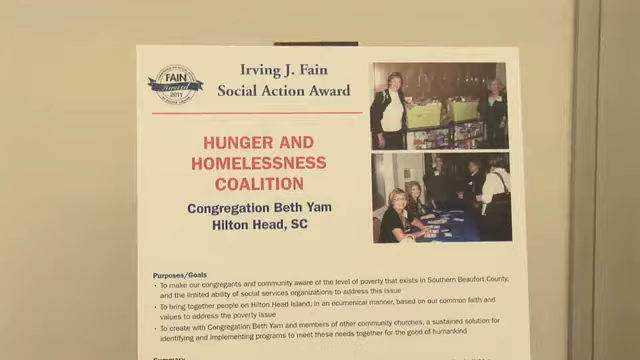 FAIN
Award
2011
Irving J. Fain
Social Action Award
HUNGER AND
HOMELESSNESS
COALITION
Congregation Beth Yam
Hilton Head, SC
Purposes/Goals
· To make our congregants and community aware of the level of poverty that exists in Southern Beaufort County,
and the limited ability of social services organizations to address this issue
· To bring together people on Hilton Head Island, in an ecumenical manner, based on our common faith and
values to address the poverty issue
· To create with Congregation Beth Yam and members of other community churches, a sustained solution for
identifying and implementing programs to meet these needs together for the good of humankind